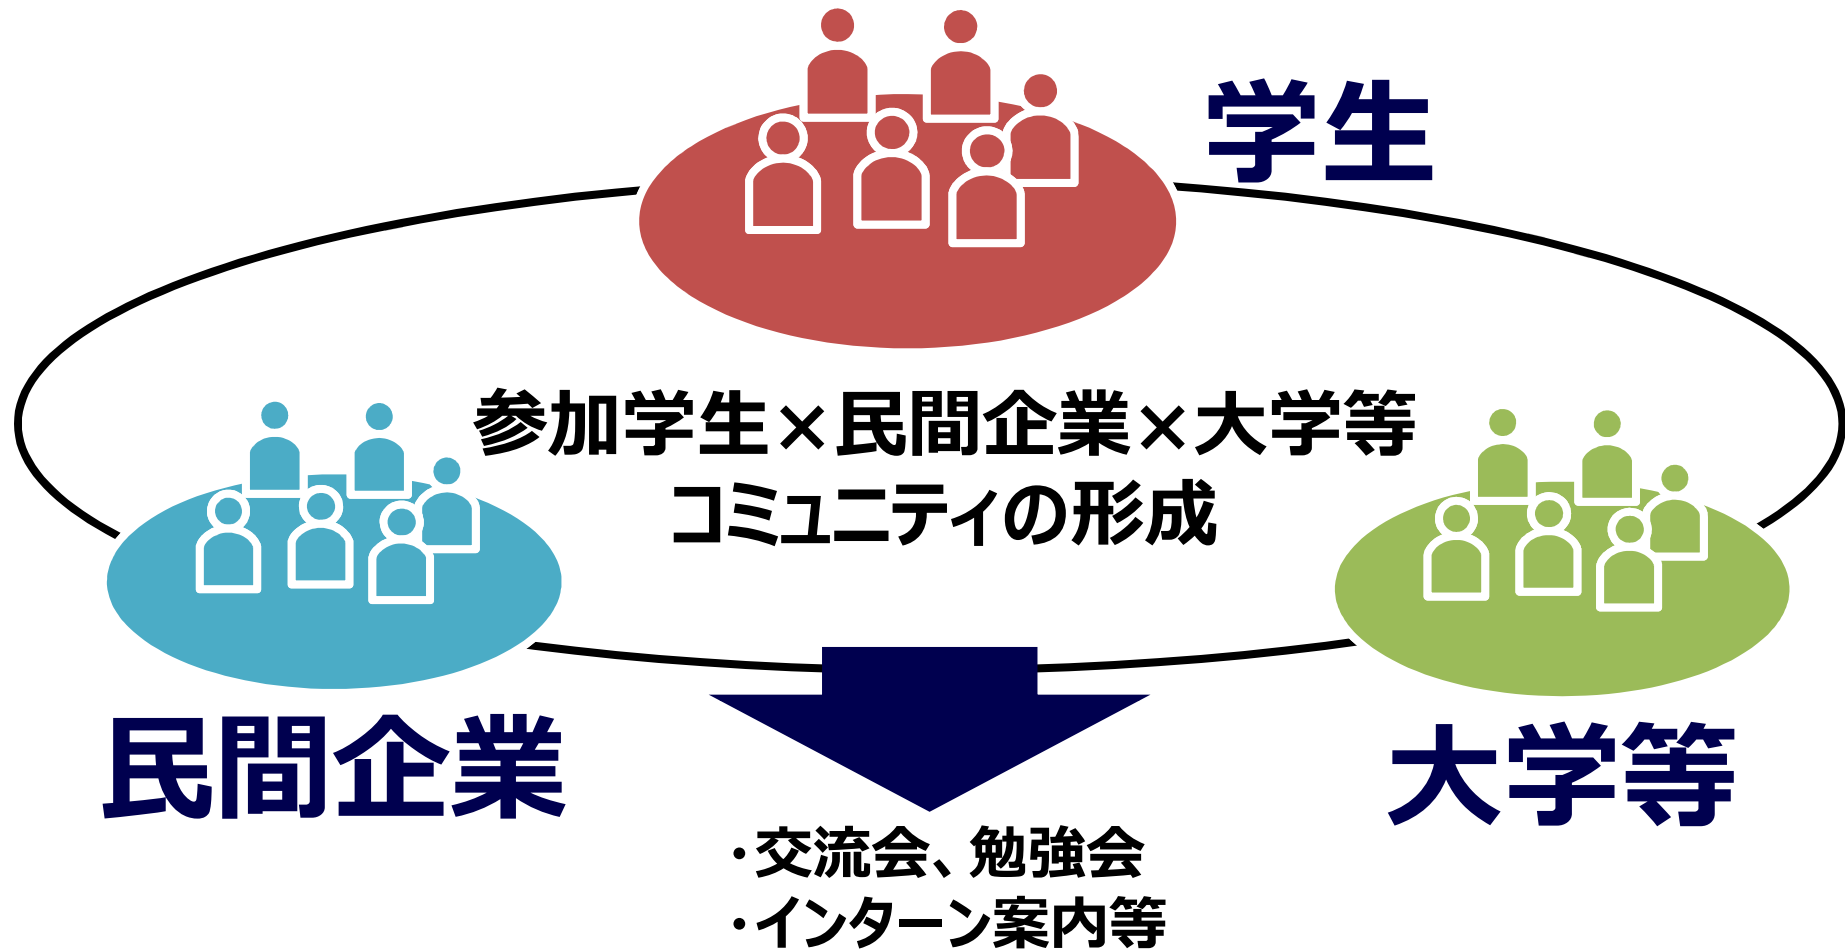 学生
参加学生×民間企業×大学等
コミュニティの形成
民間企業
大学等
・交流会、勉強会
・インターン案内等